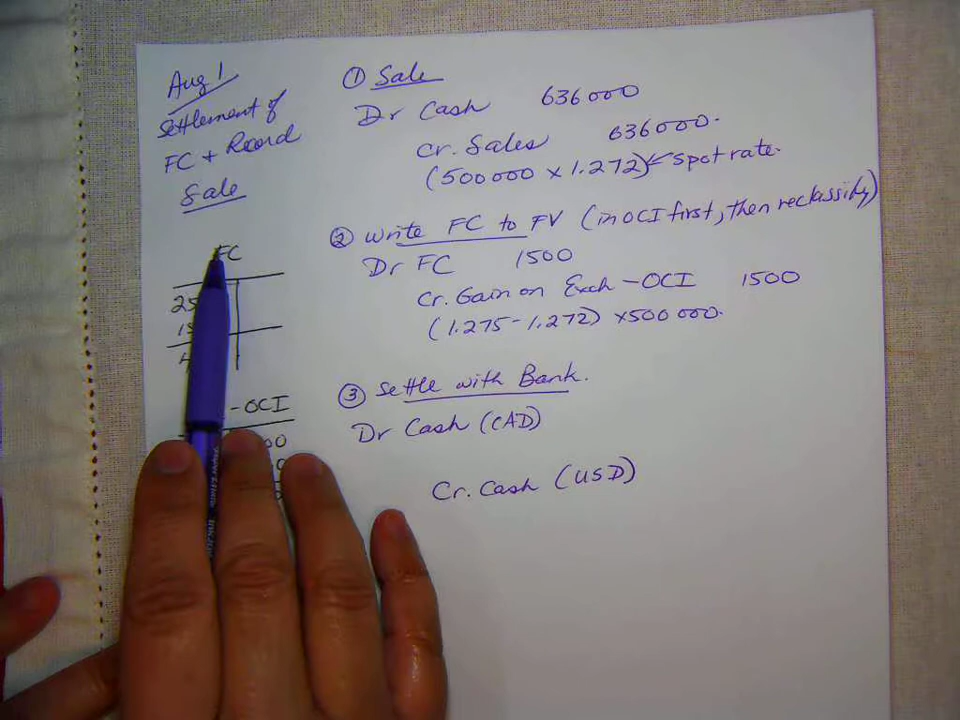 Aug 1
Settlement of
FC + Record
Sale
FC
- OCI
① Sale
Dr Cash 636000
Cr. Sales 636000.
(500000 x 1.272) ← spot rate.
② Write FC to FV (in OCI first, then reclassify)
Dr FC 1500
Cr. Gain on Exch - OCI 1500
(1.275 - 1.272) x 500000.
③ Settle with Bank.
Dr Cash (CAD)
Cr. Cash (USD)